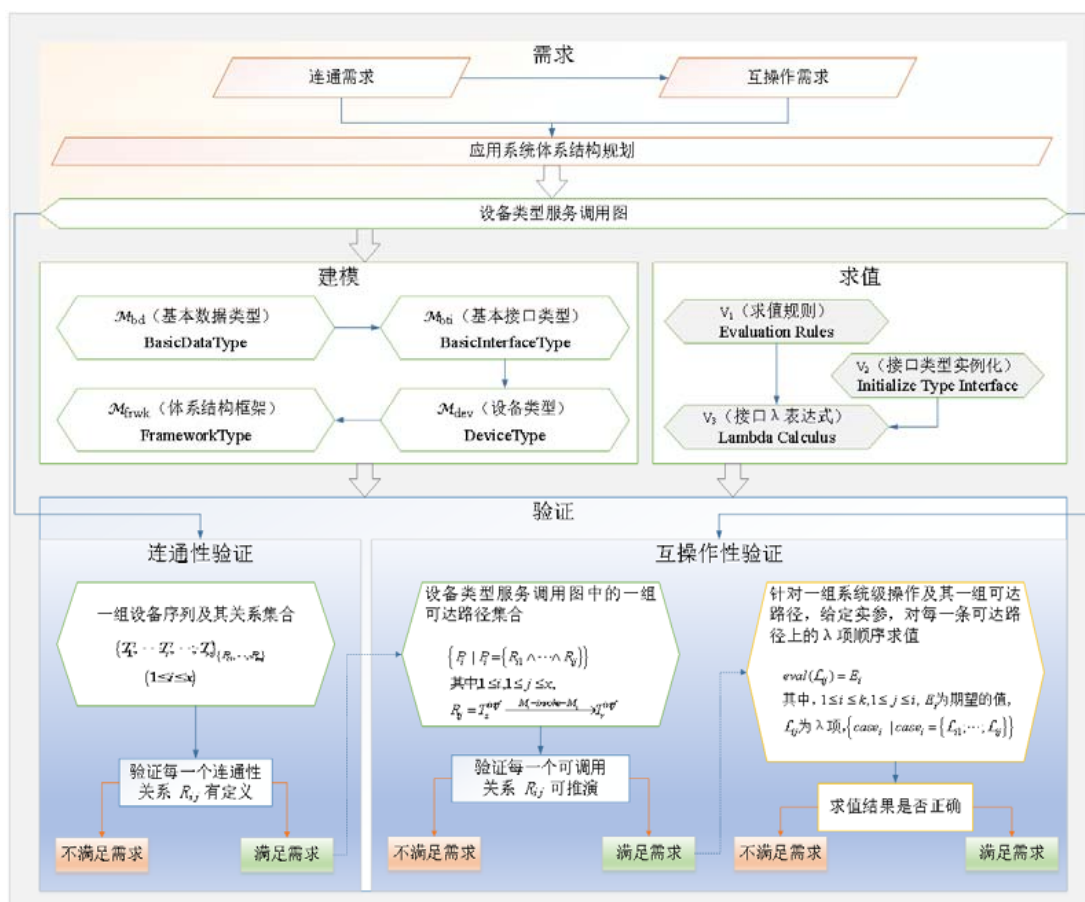 需求
连通需求
互操作需求
应用系统体系结构规划
设备类型服务调用图
建模
ℳbd（基本数据类型）
BasicDataType
ℳbti（基本接口类型）
BasicInterfaceType
ℳfrwk（体系结构框架）
FrameworkType
ℳdev（设备类型）
DeviceType
求值
V₁（求值规则）
Evaluation Rules
V₂（接口类型实例化）
Initialize Type Interface
V₃（接口λ表达式）
Lambda Calculus
验证
连通性验证
一组设备序列及其关系集合
(1≤i≤x)
验证每一个连通性
关系 Rij 有定义
不满足需求
满足需求
互操作性验证
设备类型服务调用图中的一组
可达路径集合
其中1≤i,1≤j≤x,
验证每一个可调用
关系 Rij 可推演
不满足需求
满足需求
针对一组系统级操作及其一组可达
路径，给定实参，对每一条可达路
径上的λ项顺序求值
eval(ℒij)=Ei
其中，1≤i≤k,1≤j≤i, Ei为期望的值，
ℒij为λ项,{casei |casei={ℒi1,⋯,ℒij}}
求值结果是否正确
不满足需求
满足需求